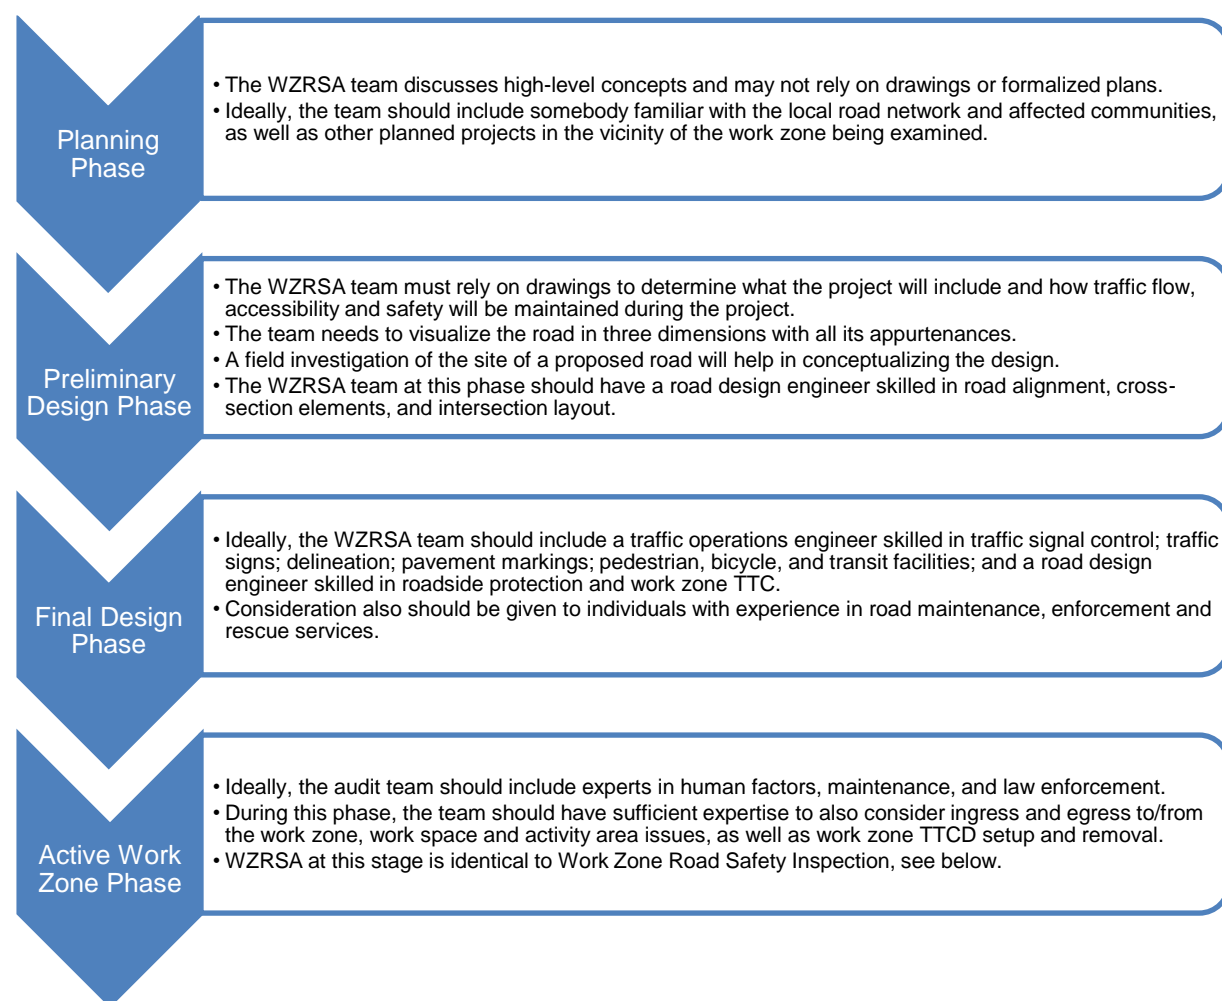 Planning
Phase
• The WZRSA team discusses high-level concepts and may not rely on drawings or formalized plans.
• Ideally, the team should include somebody familiar with the local road network and affected communities,
as well as other planned projects in the vicinity of the work zone being examined.
Preliminary
Design Phase
• The WZRSA team must rely on drawings to determine what the project will include and how traffic flow,
accessibility and safety will be maintained during the project.
• The team needs to visualize the road in three dimensions with all its appurtenances.
• A field investigation of the site of a proposed road will help in conceptualizing the design.
• The WZRSA team at this phase should have a road design engineer skilled in road alignment, cross-
section elements, and intersection layout.
Final Design
Phase
• Ideally, the WZRSA team should include a traffic operations engineer skilled in traffic signal control; traffic
signs; delineation; pavement markings; pedestrian, bicycle, and transit facilities; and a road design
engineer skilled in roadside protection and work zone TTC.
• Consideration also should be given to individuals with experience in road maintenance, enforcement and
rescue services.
Active Work
Zone Phase
• Ideally, the audit team should include experts in human factors, maintenance, and law enforcement.
• During this phase, the team should have sufficient expertise to also consider ingress and egress to/from
the work zone, work space and activity area issues, as well as work zone TTCD setup and removal.
• WZRSA at this stage is identical to Work Zone Road Safety Inspection, see below.